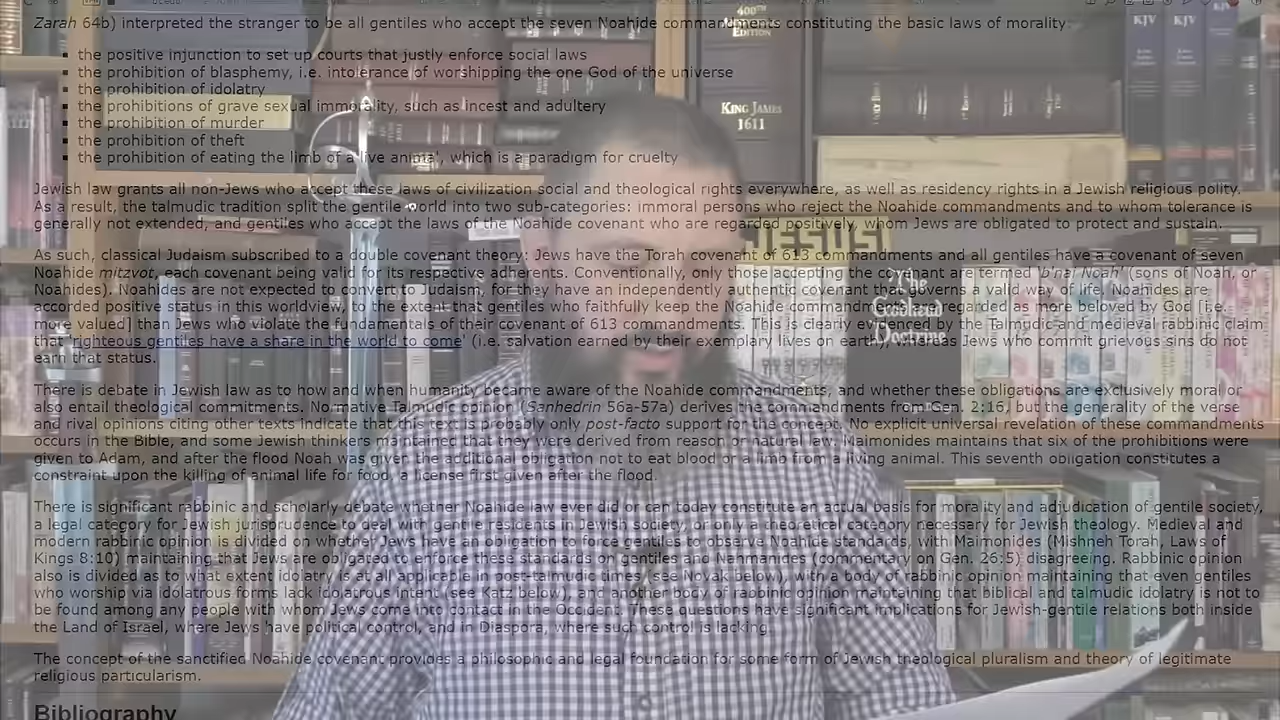 Zarah 64b) interpreted the stranger to be all gentiles who accept the seven Noahide commandments constituting the basic laws of morality
the positive injunction to set up courts that justly enforce social laws
the prohibition of blasphemy, i.e. intolerance of worshipping the one God of the universe
the prohibition of idolatry
the prohibitions of grave sexual immorality, such as incest and adultery
the prohibition of murder
the prohibition of theft
the prohibition of eating the limb of a live animal, which is a paradigm for cruelty
Jewish law grants all non-Jews who accept these laws of civilization social and theological rights everywhere, as well as residency rights in a Jewish religious polity.
As a result, the talmudic tradition split the gentile world into two sub-categories: immoral persons who reject the Noahide commandments and to whom tolerance is
generally not extended, and gentiles who accept the laws of the Noahide covenant who are regarded positively, whom Jews are obligated to protect and sustain.
As such, classical Judaism subscribed to a double covenant theory: Jews have the Torah covenant of 613 commandments and all gentiles have a covenant of seven
Noahide mitzvot, each covenant being valid for its respective adherents. Conventionally, only those accepting the covenant are termed 'b'nai Noah' (sons of Noah, or
Noahides). Noahides are not expected to convert to Judaism, for they have an independently authentic covenant that governs a valid way of life. Noahides are
accorded positive status in this worldview, to the extent that gentiles who faithfully keep the Noahide commandments are regarded as more beloved by God [i.e.
more valued] than Jews who violate the fundamentals of their covenant of 613 commandments. This is clearly evidenced by the Talmudic and medieval rabbinic claim
that 'righteous gentiles have a share in the world to come' (i.e. salvation earned by their exemplary lives on earth), whereas Jews who commit grievous sins do not
earn that status.
There is debate in Jewish law as to how and when humanity became aware of the Noahide commandments, and whether these obligations are exclusively moral or
also entail theological commitments. Normative Talmudic opinion (Sanhedrin 56a-57a) derives the commandments from Gen. 2:16, but the generality of the verse
and rival opinions citing other texts indicate that this text is probably only post-facto support for the concept. No explicit universal revelation of these commandments
occurs in the Bible, and some Jewish thinkers maintained that they were derived from reason or natural law. Maimonides maintains that six of the prohibitions were
given to Adam, and after the flood Noah was given the additional obligation not to eat blood or a limb from a living animal. This seventh obligation constitutes a
constraint upon the killing of animal life for food, a license first given after the flood.
There is significant rabbinic and scholarly debate whether Noahide law ever did or can today constitute an actual basis for morality and adjudication of gentile society,
a legal category for Jewish jurisprudence to deal with gentile residents in Jewish society, or only a theoretical category necessary for Jewish theology. Medieval and
modern rabbinic opinion is divided on whether Jews have an obligation to force gentiles to observe Noahide standards, with Maimonides (Mishneh Torah, Laws of
Kings 8:10) maintaining that Jews are obligated to enforce these standards on gentiles and Nahmanides (commentary on Gen. 26:5) disagreeing. Rabbinic opinion
also is divided as to what extent idolatry is at all applicable in post-talmudic times (see Novak below), with a body of rabbinic opinion maintaining that even gentiles
who worship via idolatrous forms lack idolatrous intent (see Katz below), and another body of rabbinic opinion maintaining that biblical and talmudic idolatry is not to
be found among any people with whom Jews come into contact in the Occident. These questions have significant implications for Jewish-gentile relations both inside
the Land of Israel, where Jews have political control, and in Diaspora, where such control is lacking.
The concept of the sanctified Noahide covenant provides a philosophic and legal foundation for some form of Jewish theological pluralism and theory of legitimate
religious particularism.
Bibliography
400TH
EDITION
KING JAMES
1611
KJV
KJV
KJV
JESUS
The
Godhead
Doctrine